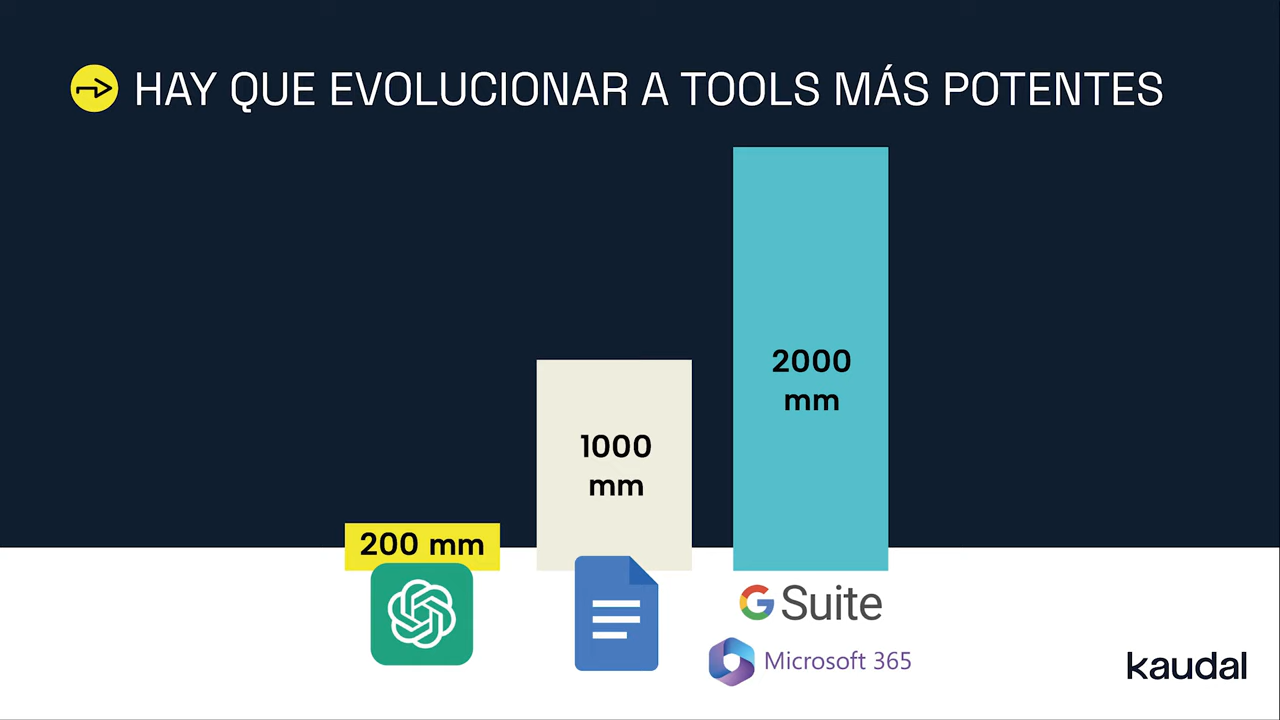 HAY QUE EVOLUCIONAR A TOOLS MÁS POTENTES
2000
mm
1000
mm
200 mm
G Suite
Microsoft 365
kaudal